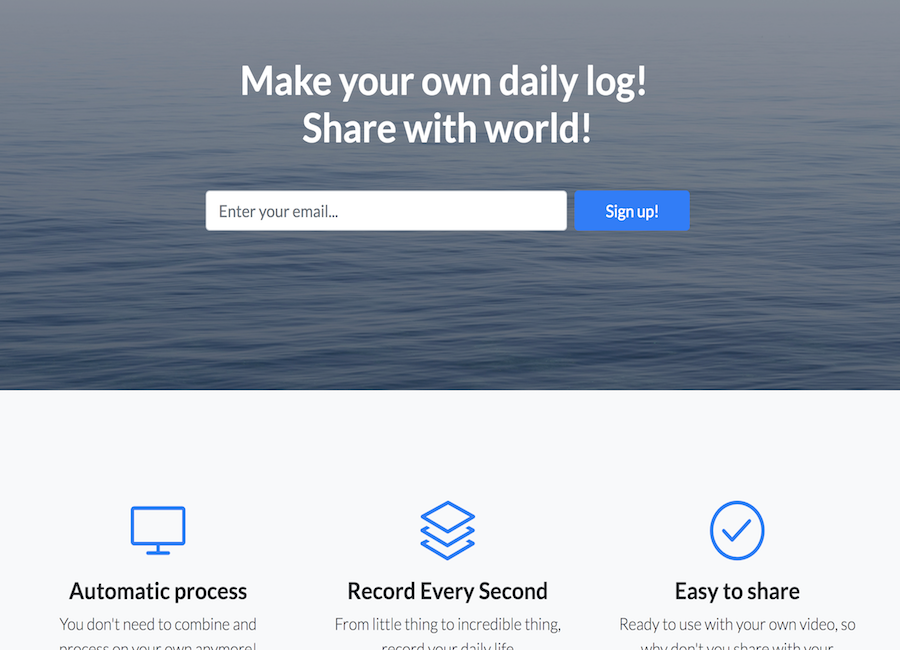 Make your own daily log!
Share with world!
Enter your email...
Sign up!
Automatic process
You don't need to combine and
process on your own anymore!
Record Every Second
From little thing to incredible thing,
record your daily life
Easy to share
Ready to use with your own video, so
why don't you share with your